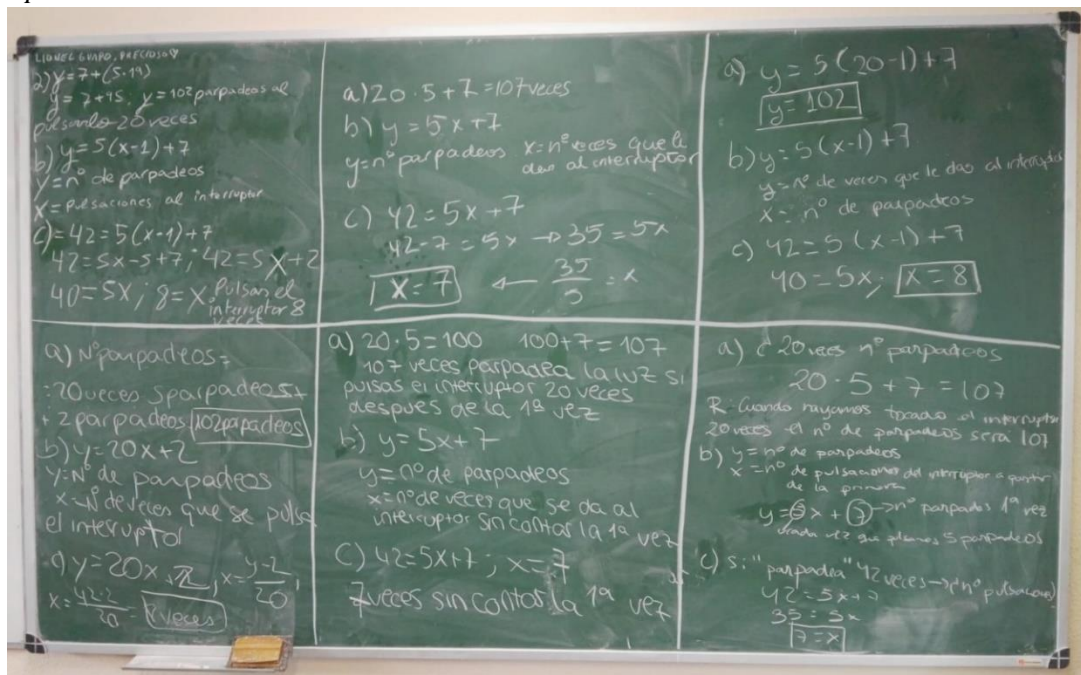 LIONEL GUAPO, PRECIOSO
a) y = 7 + (5·19)
y = 7 + 95, y = 102 parpadeos al
pulsarlo 20 veces
b) y = 5(x-1) + 7
y = nº de parpadeos
x = Pulsaciones al interruptor
c) = 42 = 5(x-1) + 7
42 = 5x - 5 + 7; 42 = 5x + 2
40 = 5x; 8 = x Pulsan el
interruptor 8
veces
a) 20·5 + 7 = 107 veces
b) y = 5x + 7
y = nº parpadeos x = nº veces que le
dan al interruptor
c) 42 = 5x + 7
42 - 7 = 5x → 35 = 5x
x = 7 ← 35/5 = x
a) y = 5(20-1) + 7
y = 102
b) y = 5(x-1) + 7
y = nº de veces que le das al interruptor
x = nº de parpadeos
c) 42 = 5(x-1) + 7
40 = 5x; x = 8
a) Nº parpadeos =
= 20 veces 5 parpadeos +
+ 2 parpadeos 102 parpadeos
b) y = 20x + 2
y = Nº de parpadeos
x = Nº de veces que se pulsa
el interruptor
c) y = 20x + 2, x = y-2/20,
x = 42-2/20 = 8 veces
a) 20·5 = 100 100 + 7 = 107
107 veces parpadea la luz si
pulsas el interruptor 20 veces
después de la 1ª vez
b) y = 5x + 7
y = nº de parpadeos
x = nº de veces que se da al
interruptor sin contar la 1ª vez
c) 42 = 5x + 7; x = 7
7 veces sin contar la 1ª vez
a) 20 veces nº parpadeos
20·5 + 7 = 107
R: Cuando hayamos tocado el interruptor
20 veces el nº de parpadeos será 107
b) y = nº de parpadeos
x = nº de pulsaciones del interruptor a partir
de la primera
y = 5x + 7 → nº parpados 1ª vez
cada vez que 5 parpadeos
c) si "parpadea" 42 veces → nº pulsaciones
42 = 5x + 7
35 = 5x
7 = x